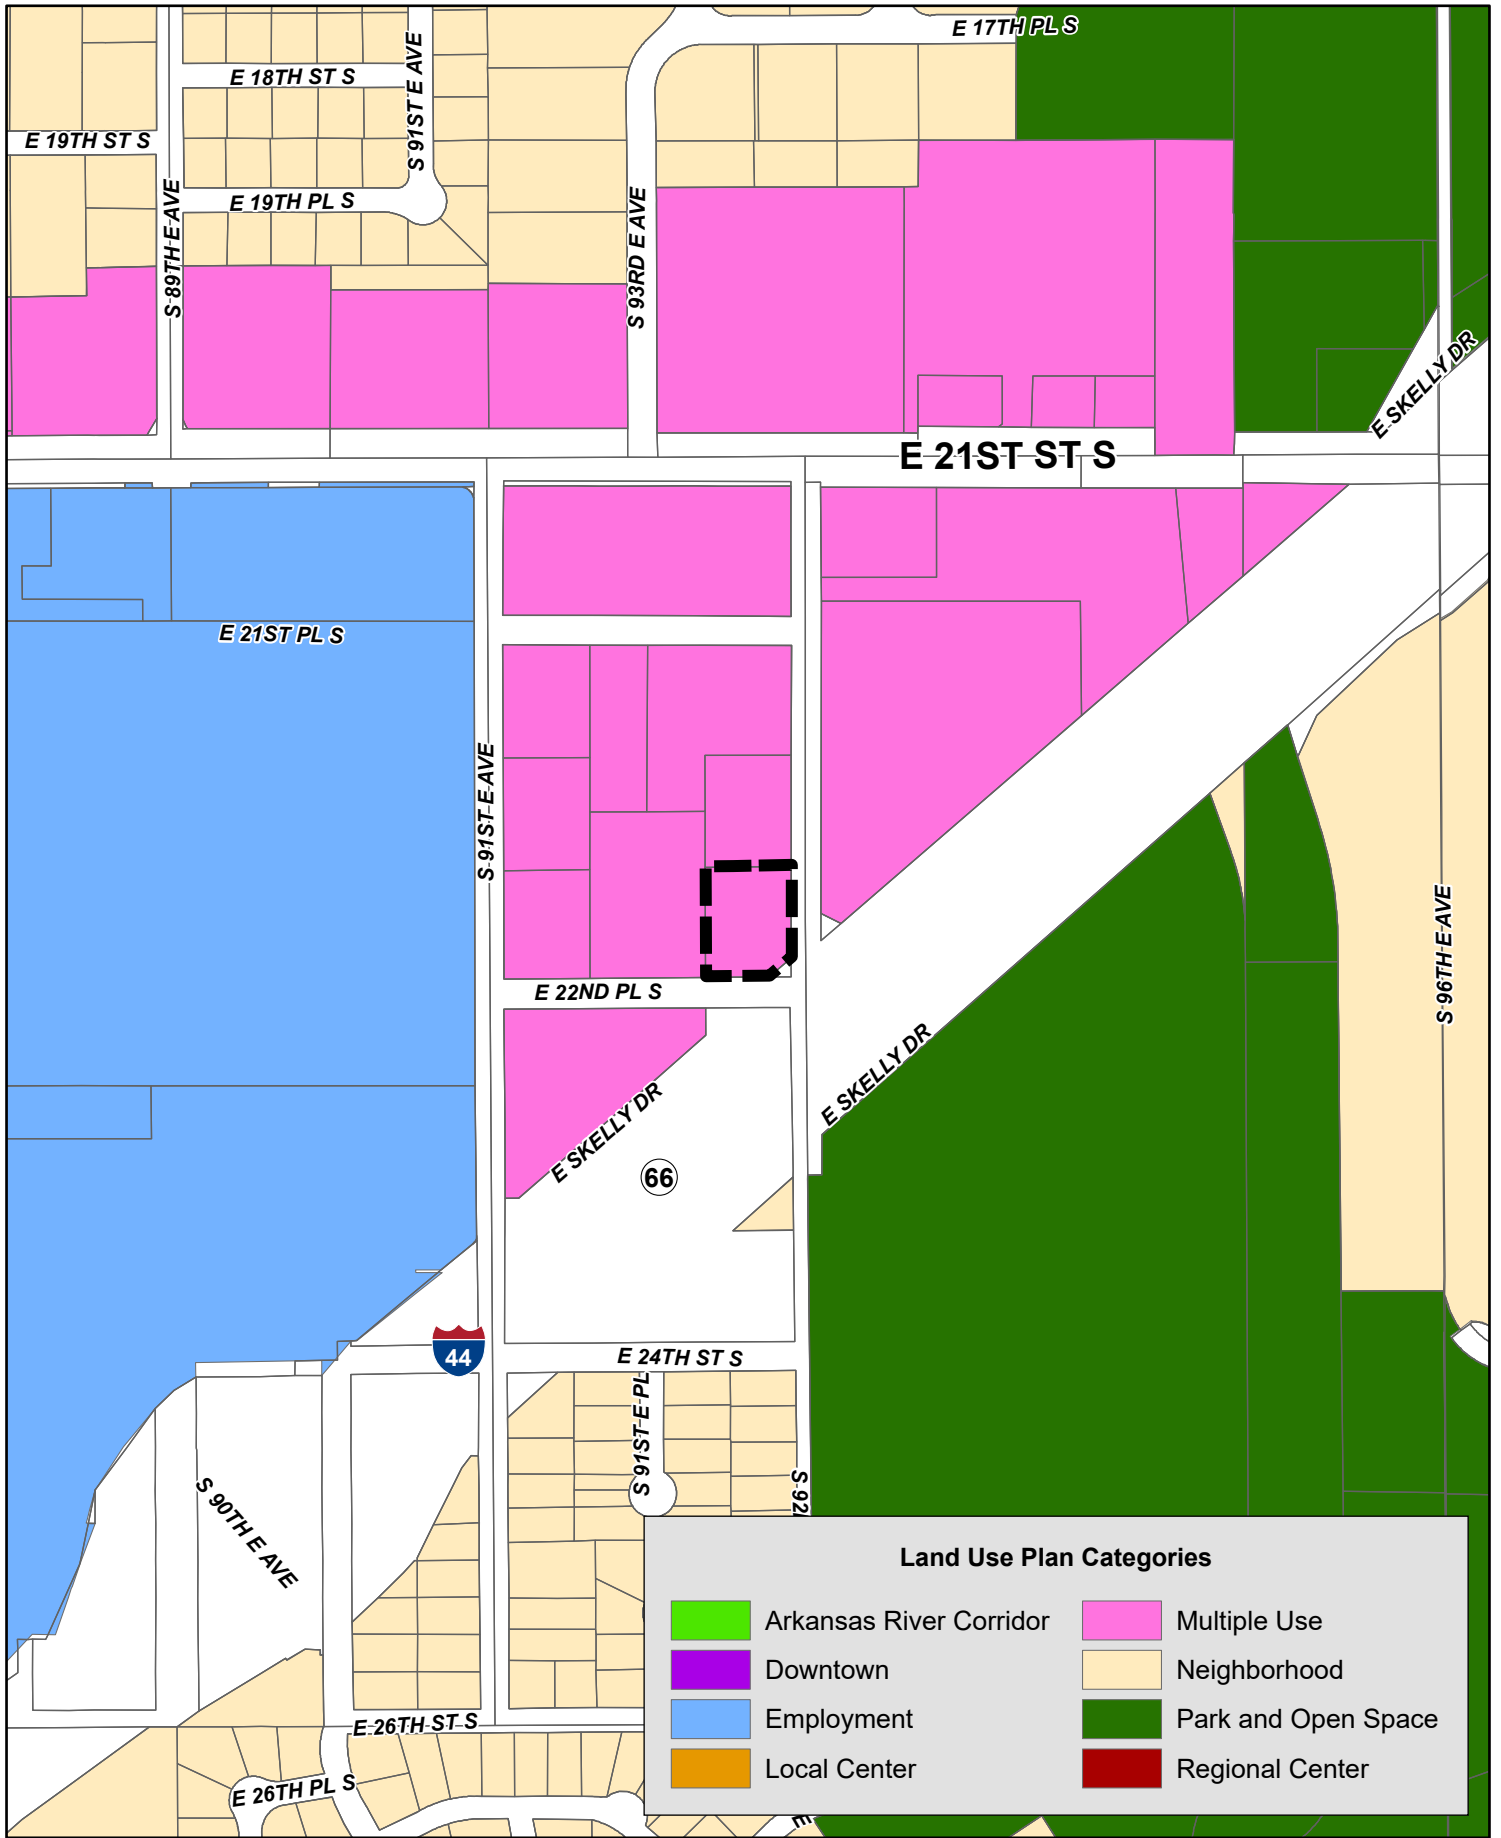 E 17TH PL S
E 18TH ST S
S 91ST E AVE
E 19TH ST S
E 19TH PL S
S 89TH E AVE
S 93RD E AVE
E SKELLY DR
E 21ST ST S
E 21ST PL S
S 91ST E AVE
S 96TH E AVE
E 22ND PL S
E SKELLY DR
E SKELLY DR
66
44
E 24TH ST S
S 91ST E PL
S 92
S 90TH E AVE
E 26TH ST S
E 26TH PL S
E
Land Use Plan Categories
Arkansas River Corridor
Downtown
Employment
Local Center
Multiple Use
Neighborhood
Park and Open Space
Regional Center